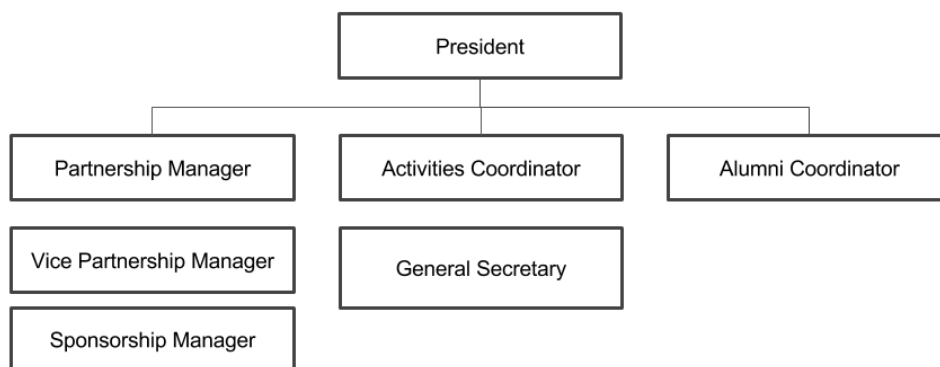 President
Partnership Manager
Activities Coordinator
Alumni Coordinator
Vice Partnership Manager
General Secretary
Sponsorship Manager